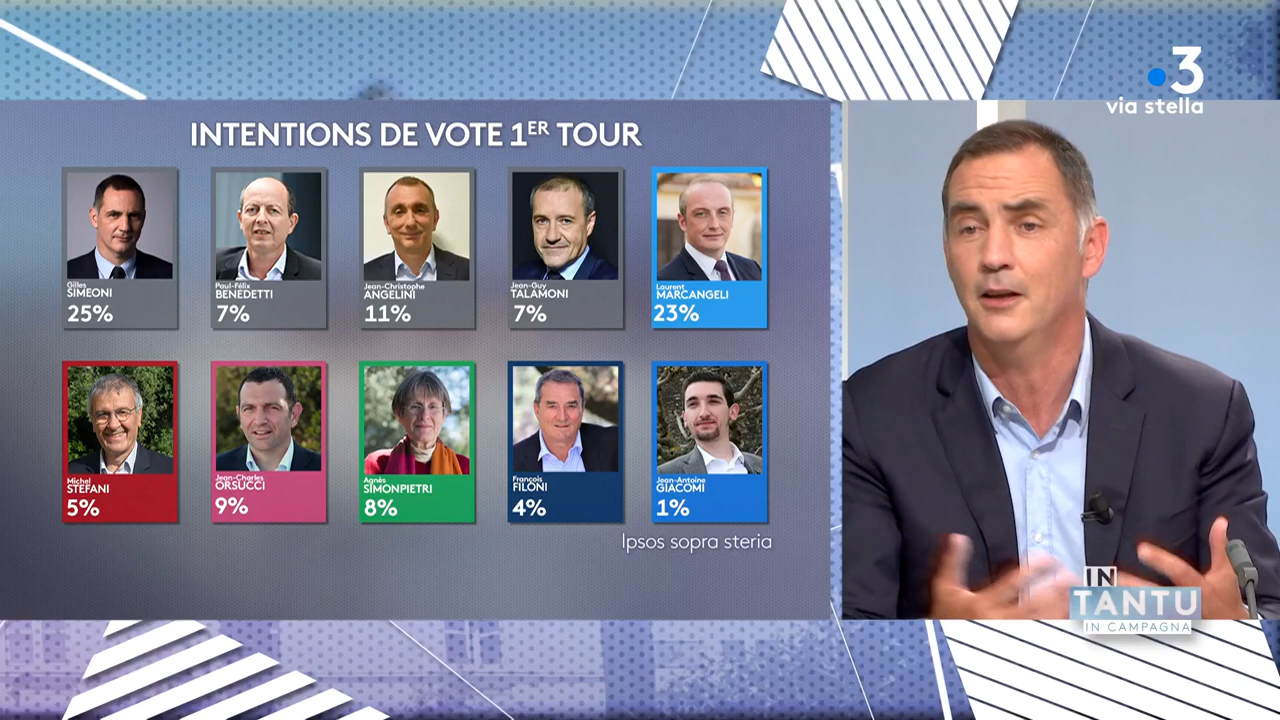 3
via stella
INTENTIONS DE VOTE 1ER TOUR
Gilles
SIMEONI
25%
Paul-Félix
BENEDETTI
7%
Jean-Christophe
ANGELINI
11%
Jean-Guy
TALAMONI
7%
Laurent
MARCANGELI
23%
Michel
STEFANI
5%
Jean-Charles
ORSUCCI
9%
Agnès
SIMONPIETRI
8%
François
FILONI
4%
Jean-Antoine
GIACOMI
1%
Ipsos sopra steria
IN
TANTU
IN CAMPAGNA